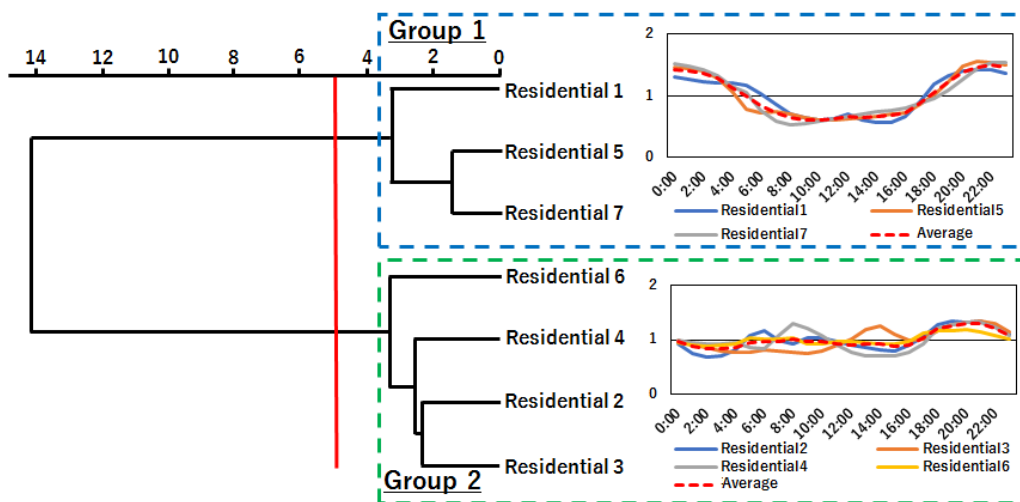 Group 1
14 12 10 8 6 4 2 0
Residential 1
Residential 5
Residential 7
2
1
0
0:00 2:00 4:00 6:00 8:00 10:00 12:00 14:00 16:00 18:00 20:00 22:00
Residential1 Residential5
Residential7 Average
Residential 6
Residential 4
Residential 2
Residential 3
Group 2
2
1
0
0:00 2:00 4:00 6:00 8:00 10:00 12:00 14:00 16:00 18:00 20:00 22:00
Residential2 Residential3
Residential4 Residential6
Average